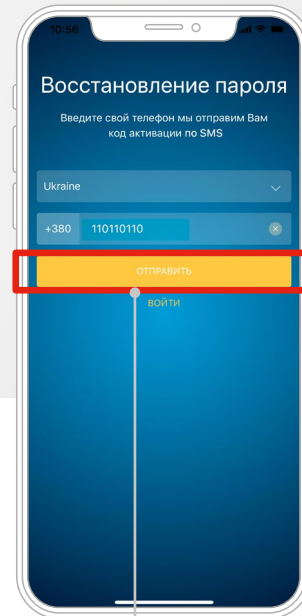 10:56
Восстановление пароля
Введите свой телефон мы отправим Вам
код активации по SMS
Ukraine
+380 110110110
ОТПРАВИТЬ
ВОЙТИ